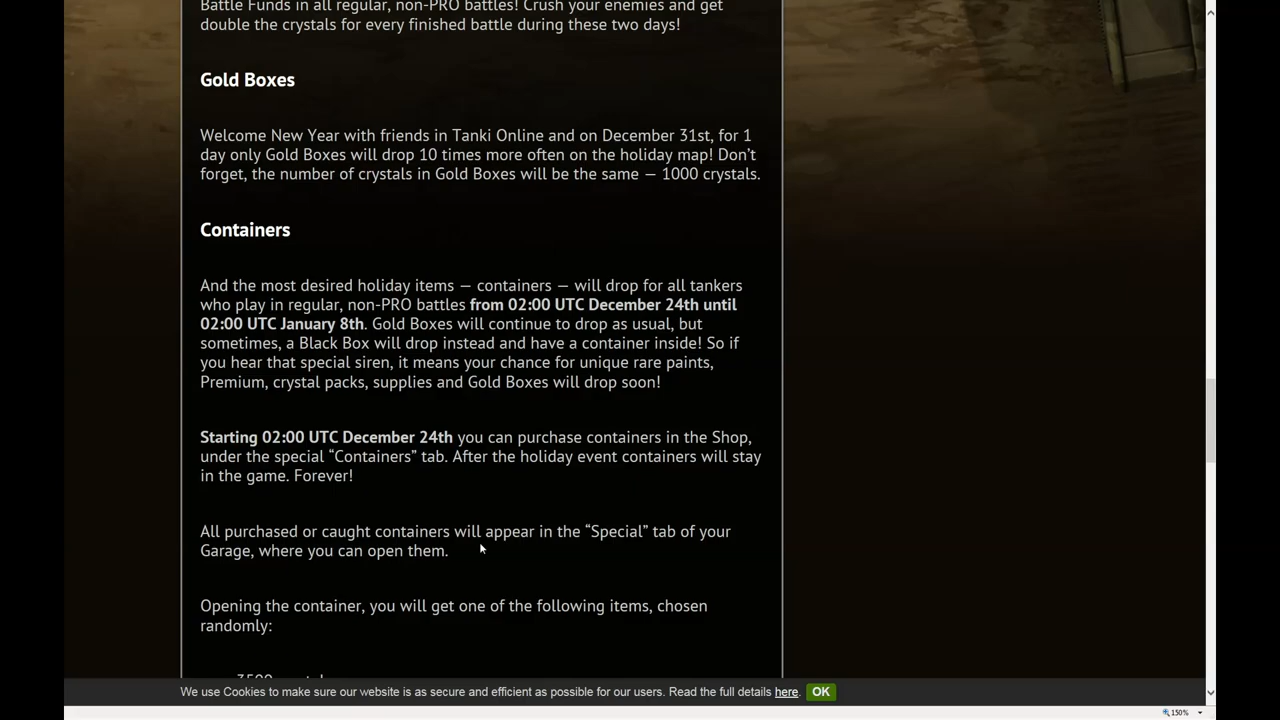 Battle Funds in all regular, non-PRO battles! Crush your enemies and get
double the crystals for every finished battle during these two days!
Gold Boxes
Welcome New Year with friends in Tanki Online and on December 31st, for 1
day only Gold Boxes will drop 10 times more often on the holiday map! Don’t
forget, the number of crystals in Gold Boxes will be the same — 1000 crystals.
Containers
And the most desired holiday items — containers — will drop for all tankers
who play in regular, non-PRO battles from 02:00 UTC December 24th until
02:00 UTC January 8th. Gold Boxes will continue to drop as usual, but
sometimes, a Black Box will drop instead and have a container inside! So if
you hear that special siren, it means your chance for unique rare paints,
Premium, crystal packs, supplies and Gold Boxes will drop soon!
Starting 02:00 UTC December 24th you can purchase containers in the Shop,
under the special “Containers” tab. After the holiday event containers will stay
in the game. Forever!
All purchased or caught containers will appear in the “Special” tab of your
Garage, where you can open them.
Opening the container, you will get one of the following items, chosen
randomly:
We use Cookies to make sure our website is as secure and efficient as possible for our users. Read the full details here. OK
150%